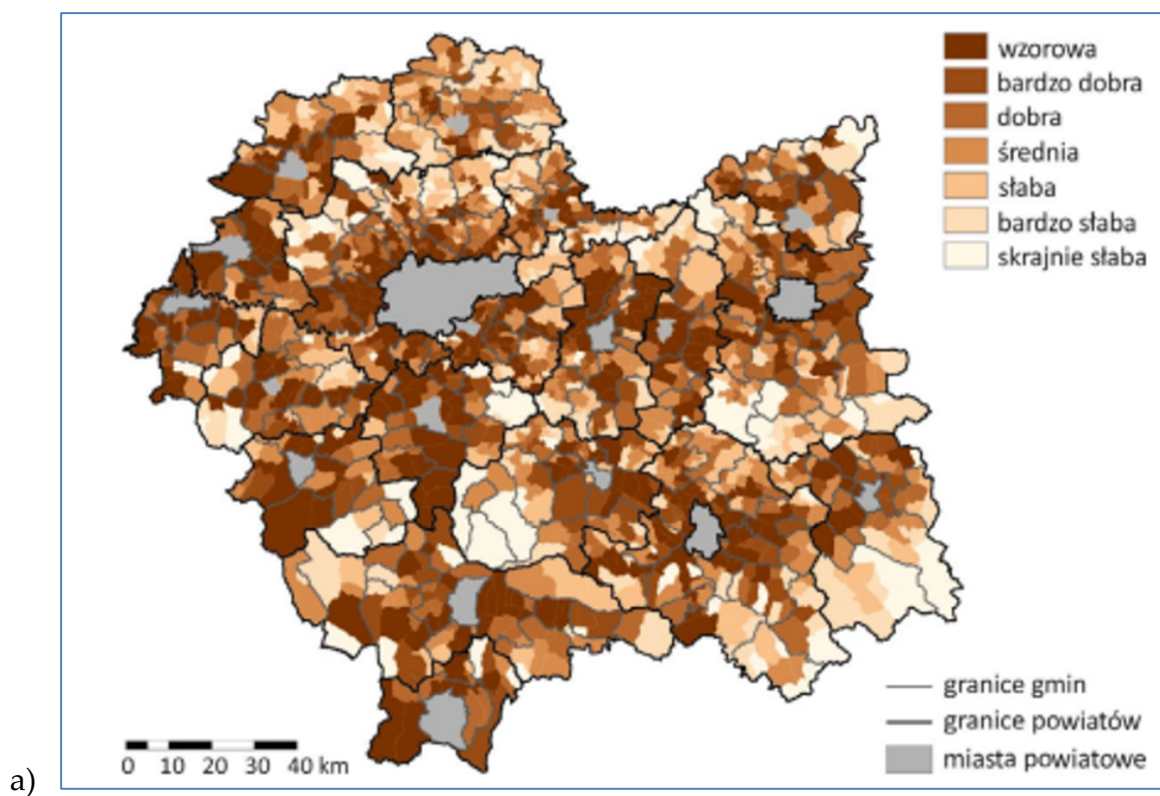 wzorowa
bardzo dobra
dobra
średnia
słaba
bardzo słaba
skrajnie słaba
granice gmin
granice powiatów
miasta powiatowe
0 10 20 30 40 km
a)